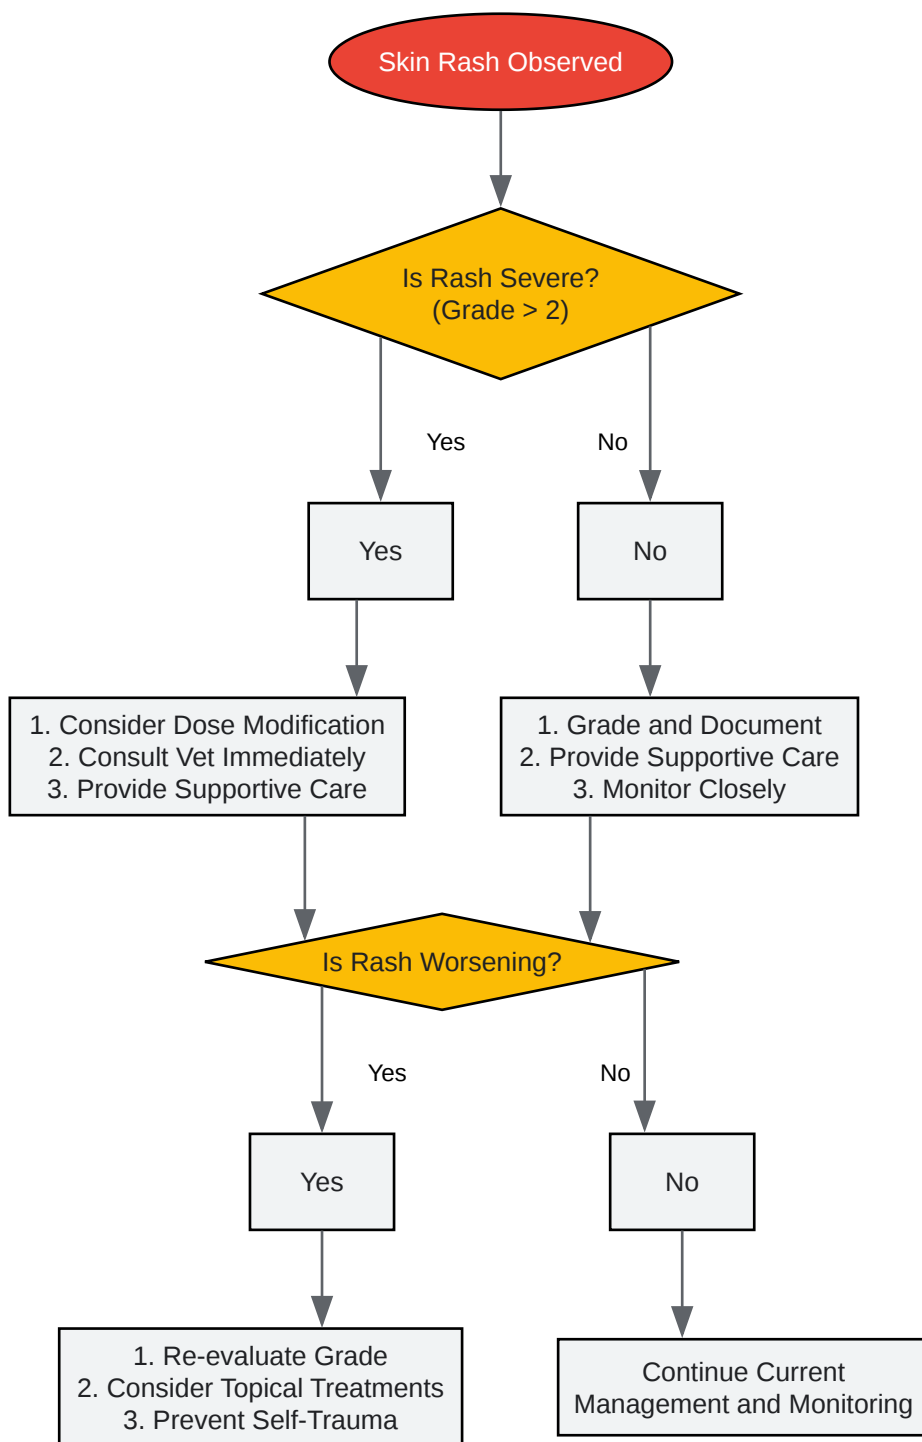 Skin Rash Observed
Is Rash Severe?
(Grade > 2)
Yes
No
Yes
No
1. Consider Dose Modification
2. Consult Vet Immediately
3. Provide Supportive Care
1. Grade and Document
2. Provide Supportive Care
3. Monitor Closely
Is Rash Worsening?
Yes
No
Yes
No
1. Re-evaluate Grade
2. Consider Topical Treatments
3. Prevent Self-Trauma
Continue Current
Management and Monitoring